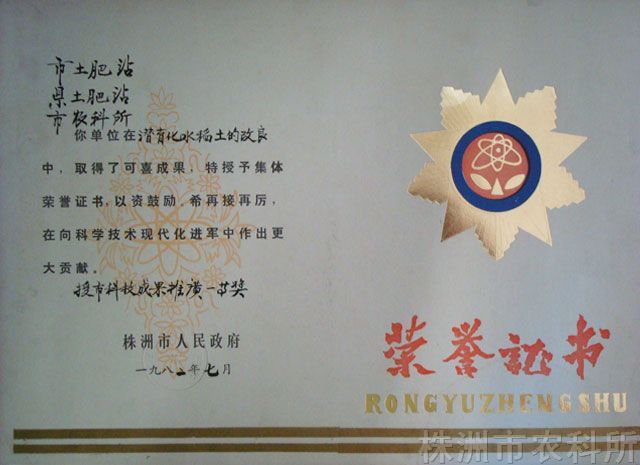 市土肥站
県土肥站
市农科所
你单位在潜育化水稻土的改良
中，取得了可喜成果，特授予集体
荣誉证书，以资鼓励。希再接再厉，
在向科学技术现代化进军中作出更
大贡献。
授市科技成果推广一等奖
株洲市人民政府
一九八二年七月
荣誉证书
RONGYUZHENGSHU
株洲市农科所